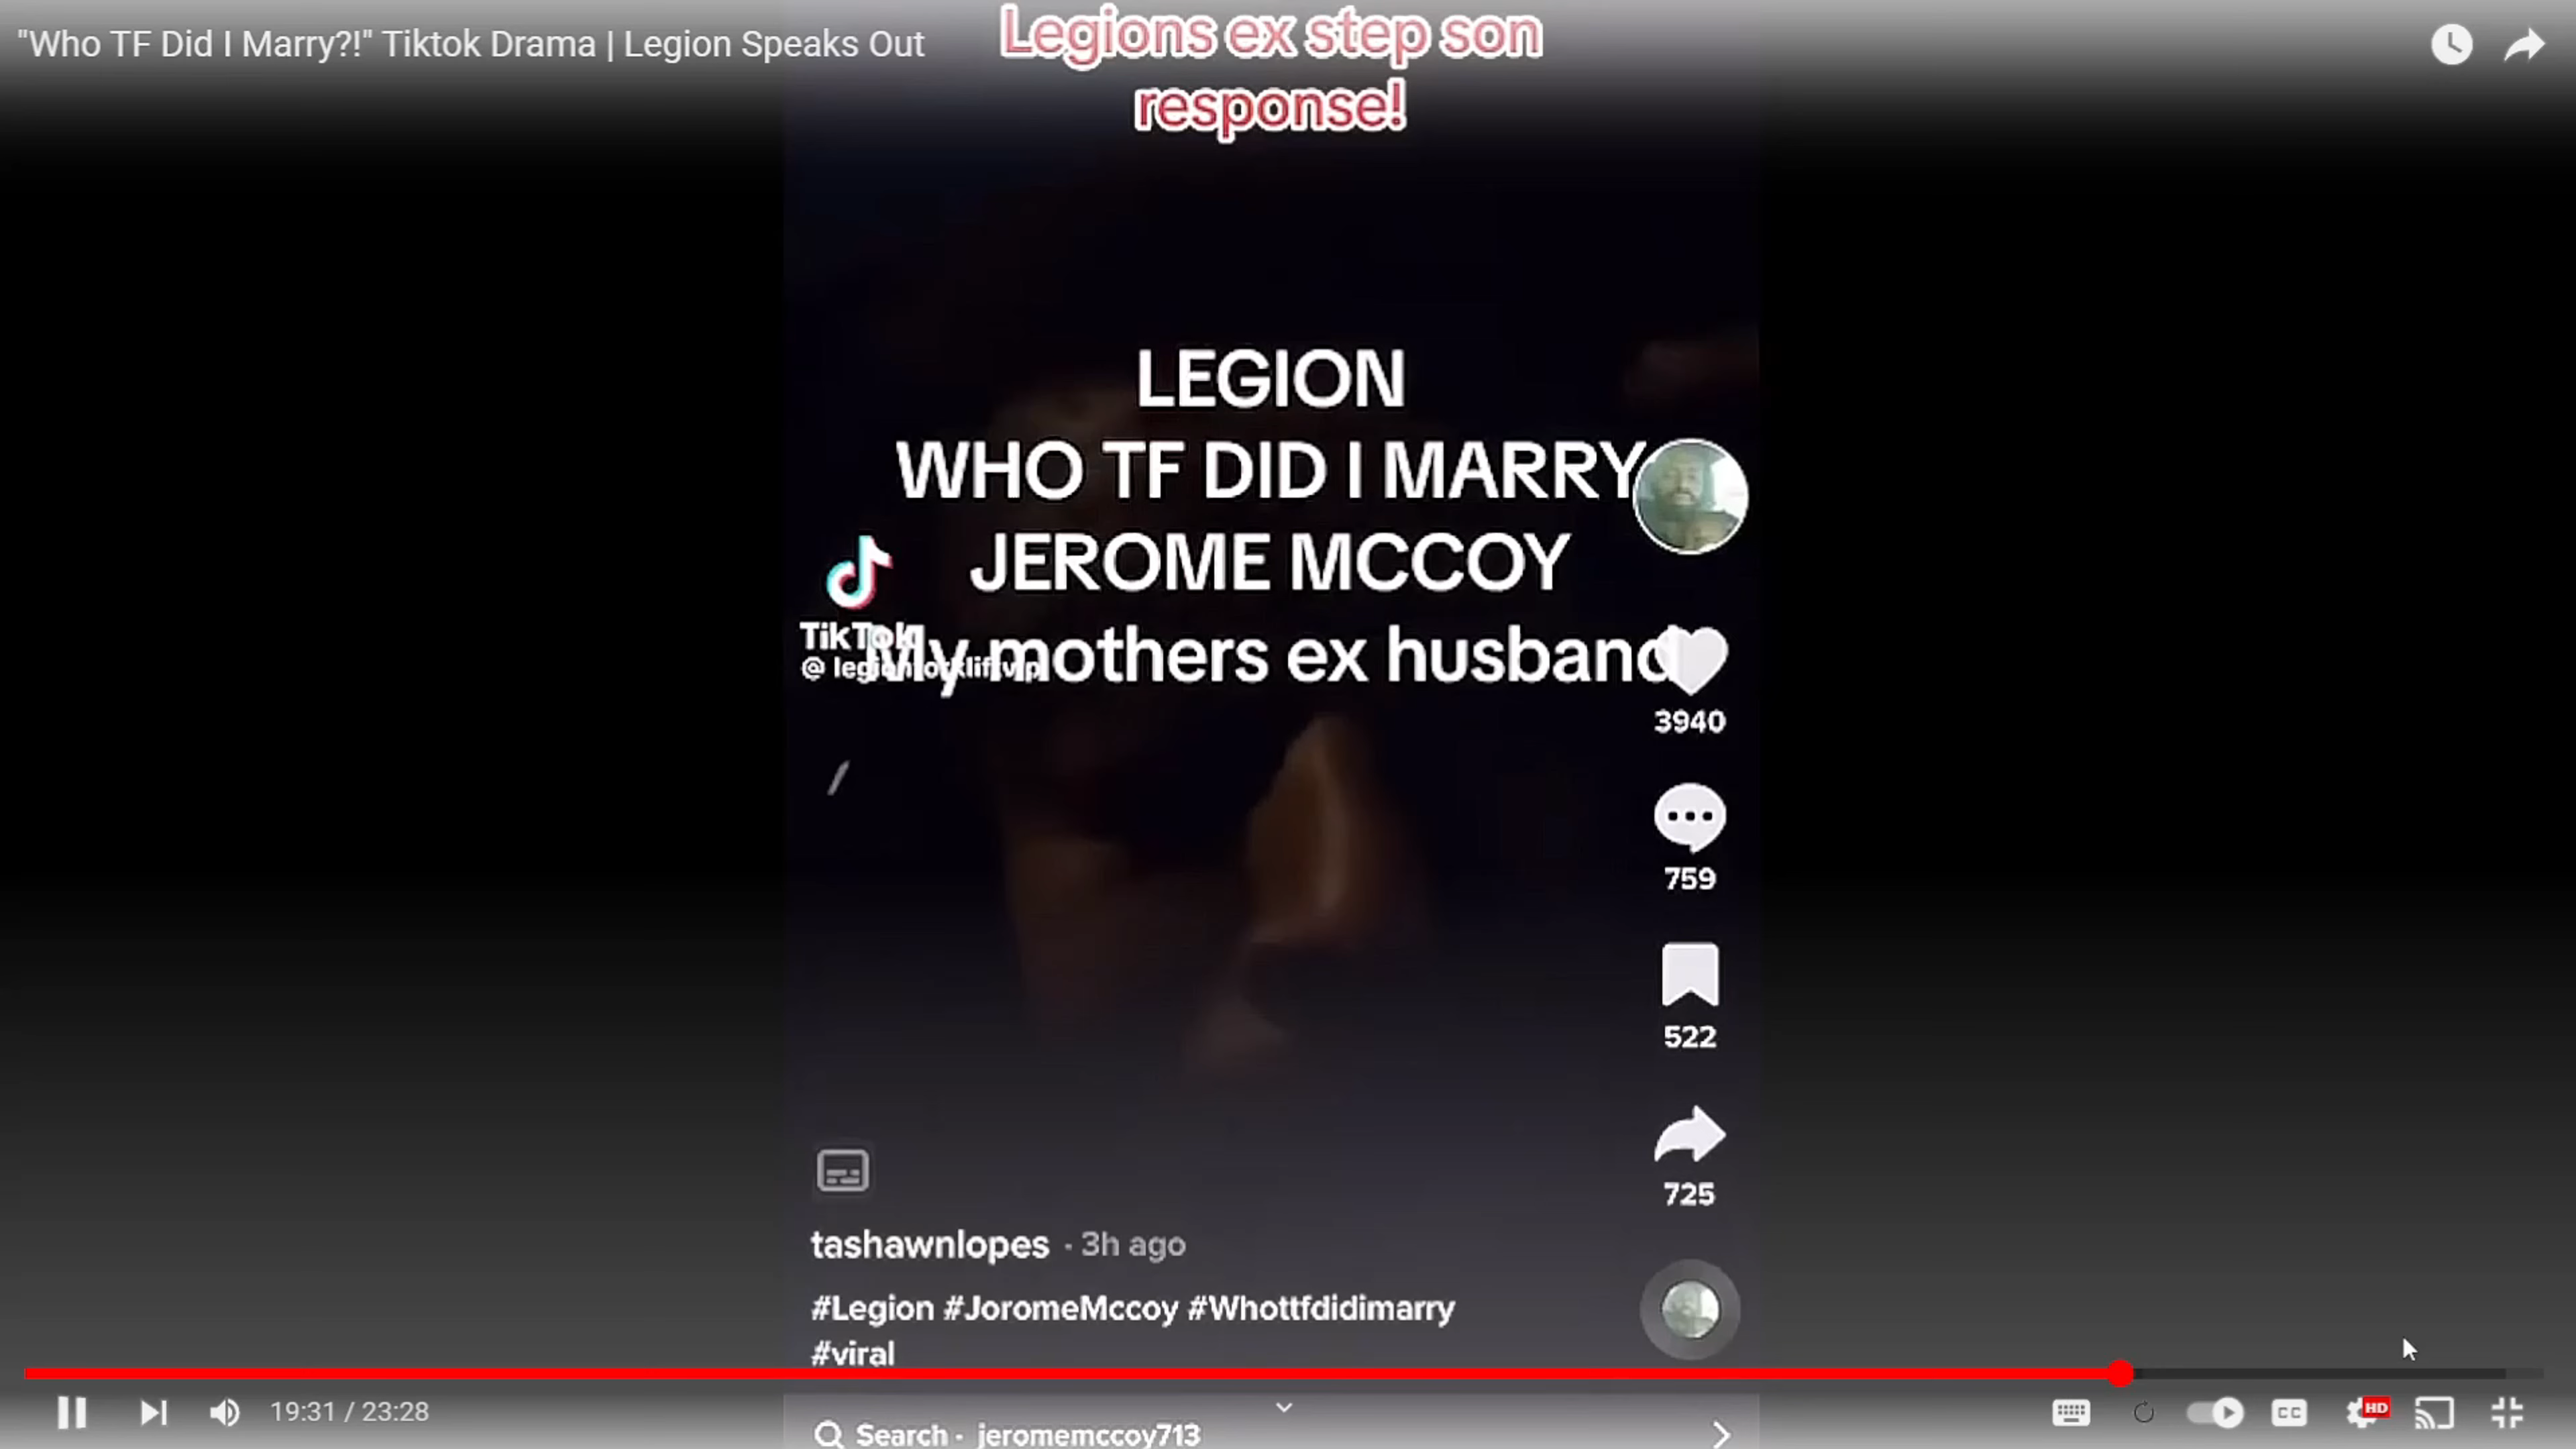 "Who TF Did I Marry?!" Tiktok Drama | Legion Speaks Out
Legions ex step son
response!
LEGION
WHO TF DID I MARRY
JEROME MCCOY
My mothers ex husband
TikTok
3940
759
522
725
tashawnlopes · 3h ago
#Legion #JoromeMccoy #Whottfdidimarry
#viral
19:31 / 23:28
CC
HD
Search · jeromemccoy713